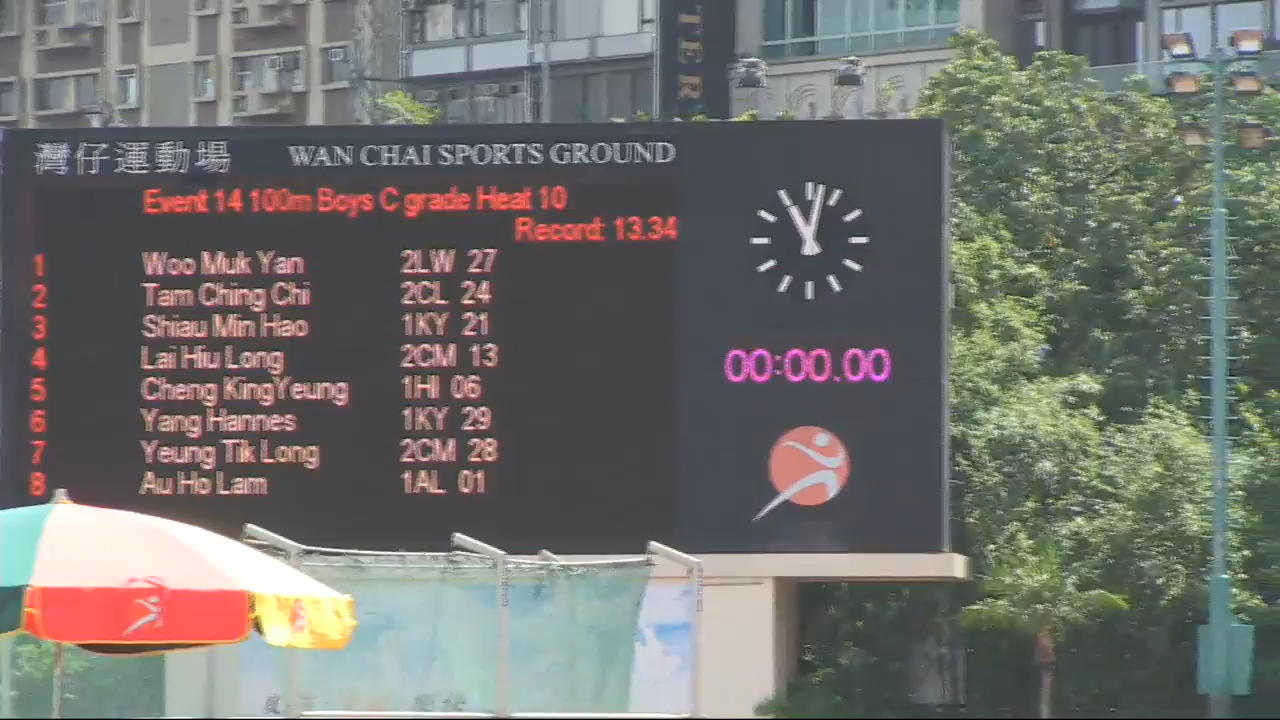 TER
灣仔運動場 WAN CHAI SPORTS GROUND
Event 14 100m Boys C grade Heat 10
Record: 13.34
1 Woo Muk Yan 2LW 27
2 Tam Ching Chi 2CL 24
3 Shiau Min Hao 1KY 21
4 Lai Hiu Long 2CM 13
5 Cheng KingYeung 1HI 06
6 Yang Hannes 1KY 29
7 Yeung Tik Long 2CM 28
8 Au Ho Lam 1AL 01
00:00.00